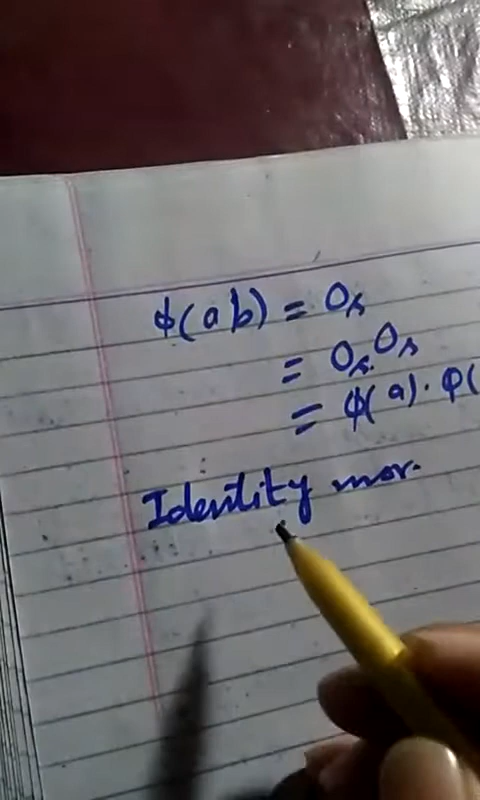 φ(ab) = 0ₛ
= 0ₛ.0ₛ
= φ(a).φ(
Identity mor.